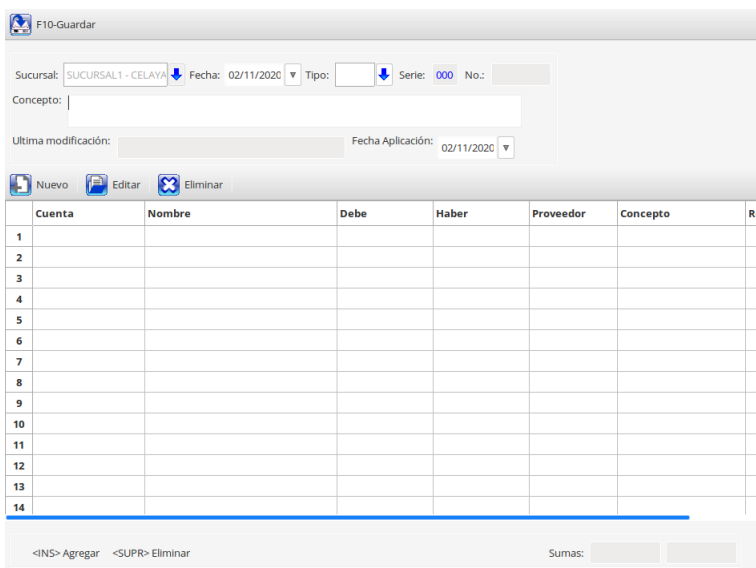 F10-Guardar
Sucursal: SUCURSAL1 - CELAYA Fecha: 02/11/2020 Tipo: Serie: 000 No.:
Concepto:
Ultima modificación: Fecha Aplicación: 02/11/2020
Nuevo Editar Eliminar
Cuenta Nombre Debe Haber Proveedor Concepto R
1
2
3
4
5
6
7
8
9
10
11
12
13
14
<INS> Agregar <SUPR> Eliminar Sumas: